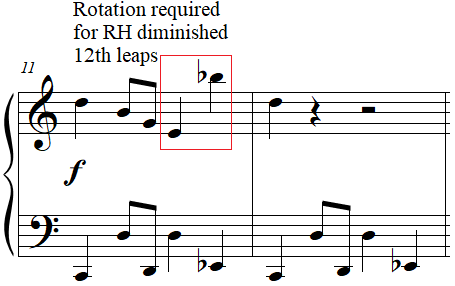 Rotation required
for RH diminished
12th leaps
11
f